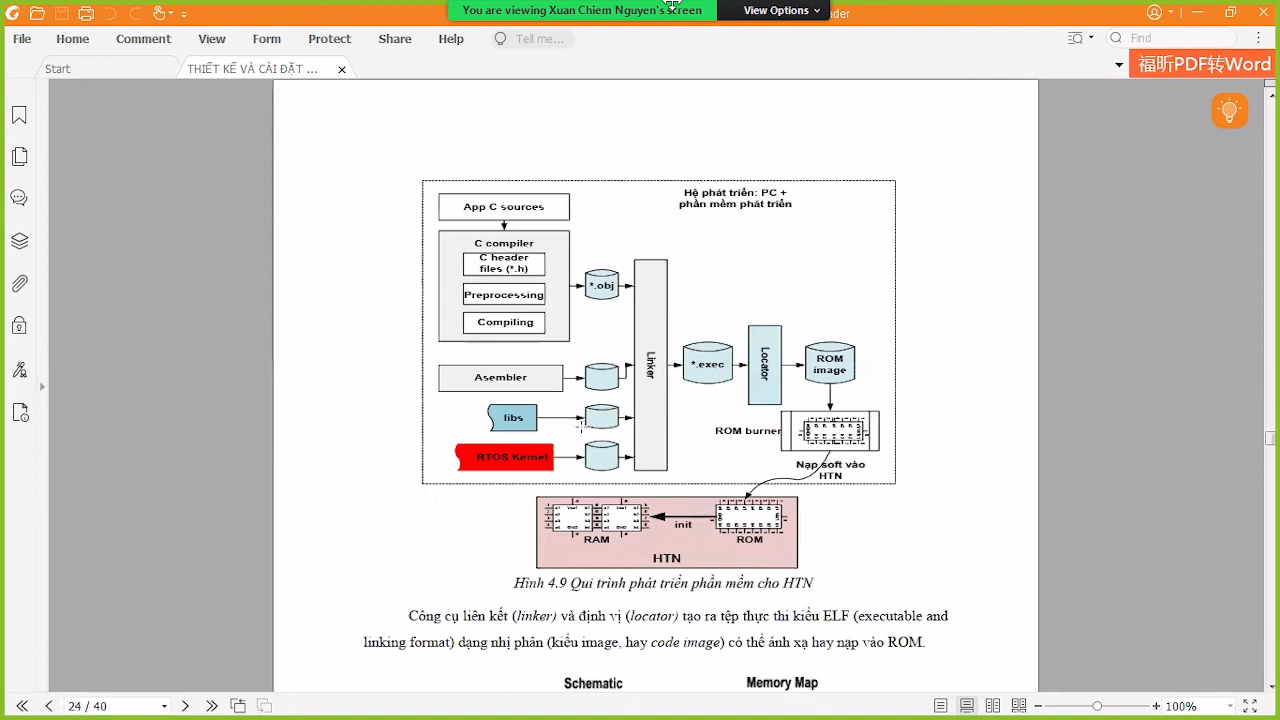 You are viewing Xuan Chiem Nguyen's screen
View Options
ader
File Home Comment View Form Protect Share Help Tell me...
Find
Start
THIẾT KẾ VÀ CÀI ĐẶT ...
福昕PDF转Word
Hệ phát triển: PC +
phần mềm phát triển
App C sources
C compiler
C header
files (*.h)
Preprocessing
Compiling
*.obj
Asembler
libs
RTOS Kernel
Linker
*.exec
Locator
ROM
image
ROM burner
Nạp soft vào
HTN
init
RAM
ROM
HTN
Hình 4.9 Qui trình phát triển phần mềm cho HTN
Công cụ liên kết (linker) và định vị (locator) tạo ra tệp thực thi kiểu ELF (executable and
linking format) dạng nhị phân (kiểu image, hay code image) có thể ánh xạ hay nạp vào ROM.
Schematic
Memory Map
24 / 40
100%